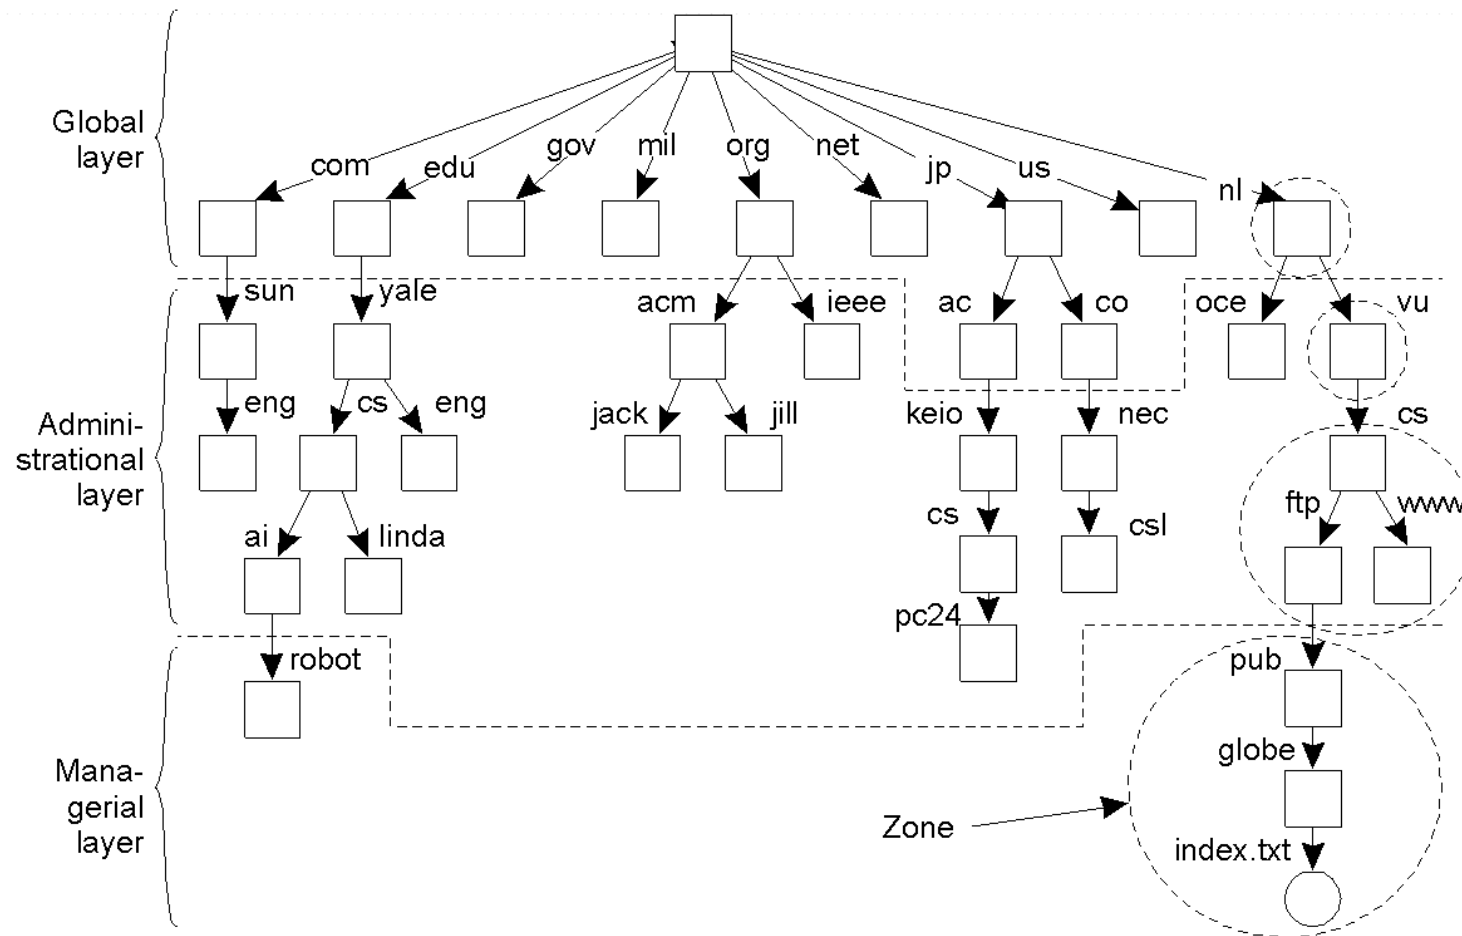 Global
layer
com
edu
gov
mil
org
net
jp
us
nl
sun
yale
acm
ieee
ac
co
oce
vu
Admini-
strational
layer
eng
cs
eng
jack
jill
keio
nec
cs
ai
linda
cs
csl
ftp
www
pc24
robot
pub
Mana-
gerial
layer
globe
Zone
index.txt